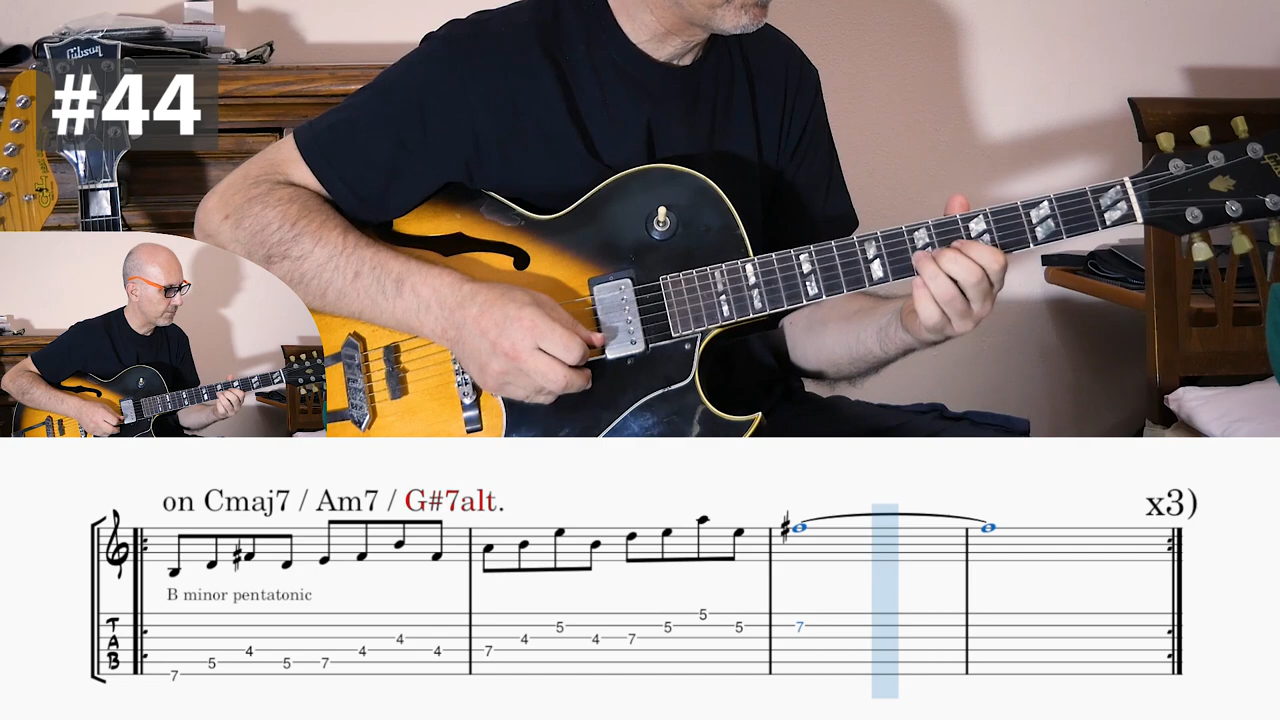 Gibson
#44
on Cmaj7 / Am7 / G#7alt.
x3)
B minor pentatonic
T
A
B
7 5 4 5 7 4 4 4 7 4 5 4 7 5 5 5 7